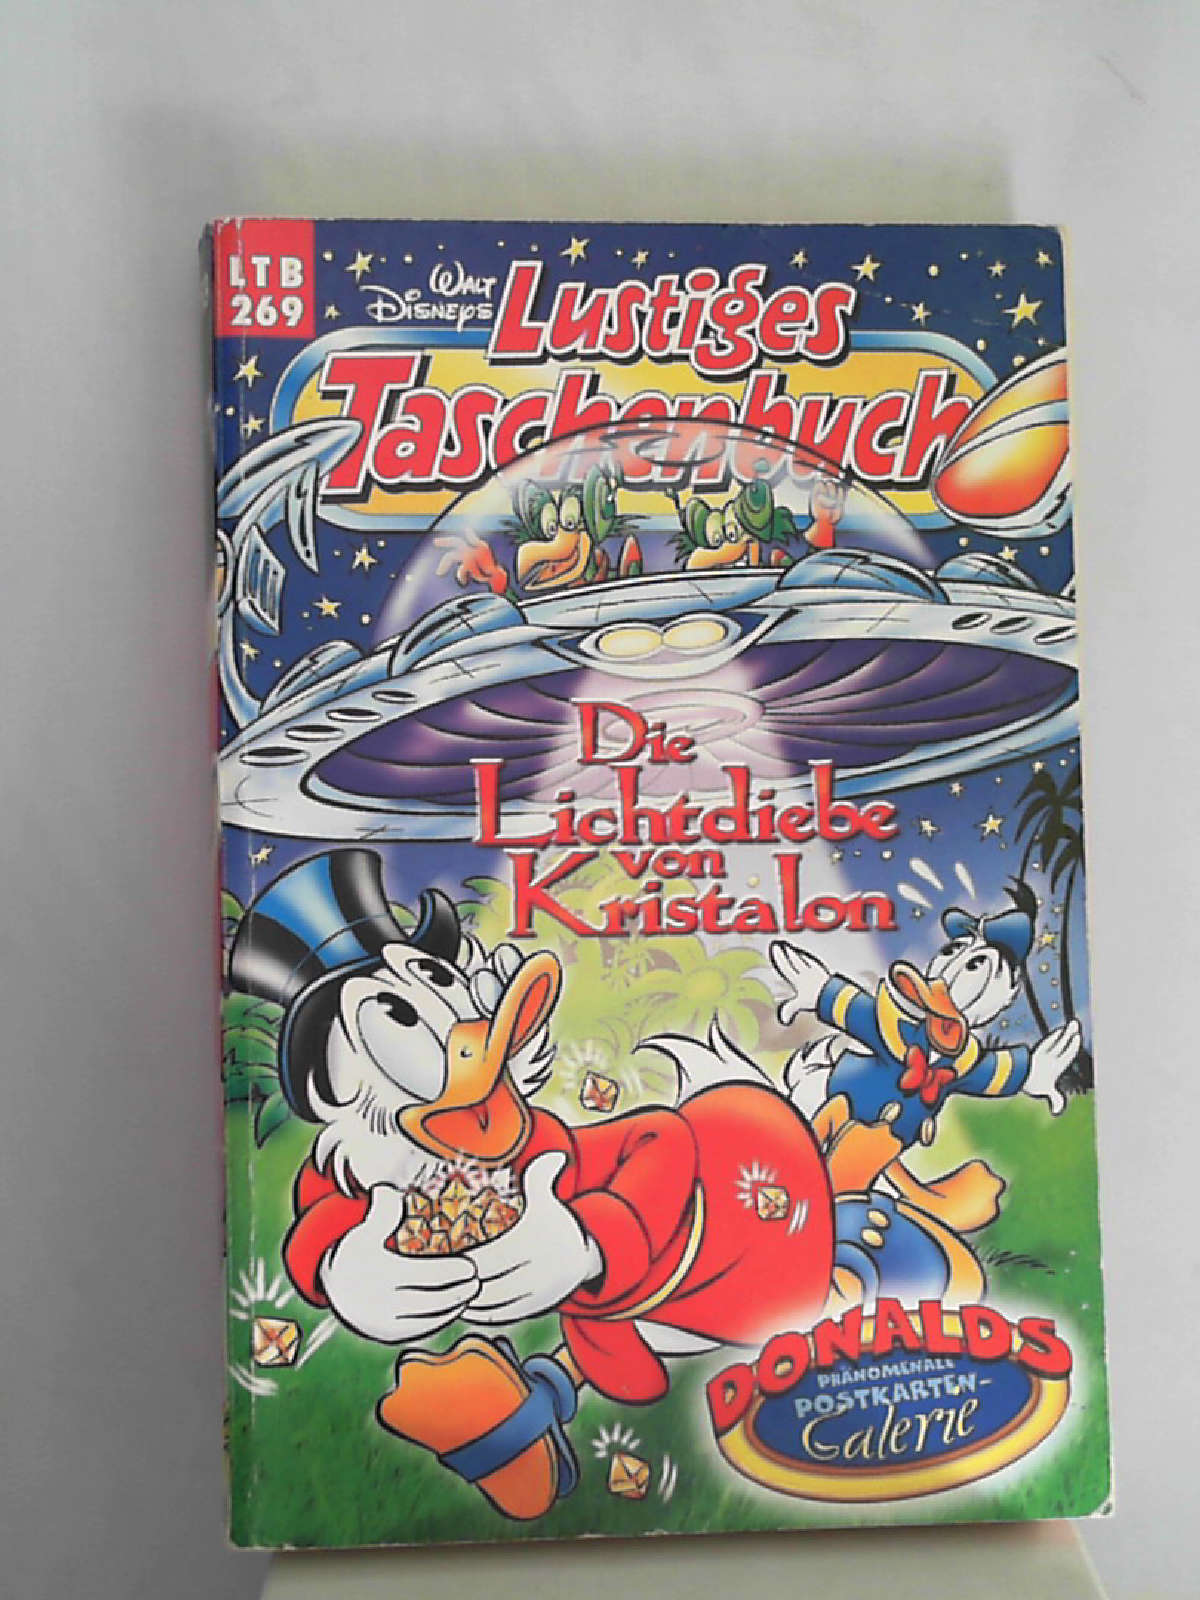 LTB
269
WALT
DISNEYS
Lustiges
Taschenbuch
Die
Lichtdiebe
von
Kristalon
DONALDS
PHÄNOMENALE
POSTKARTEN-
Galerie